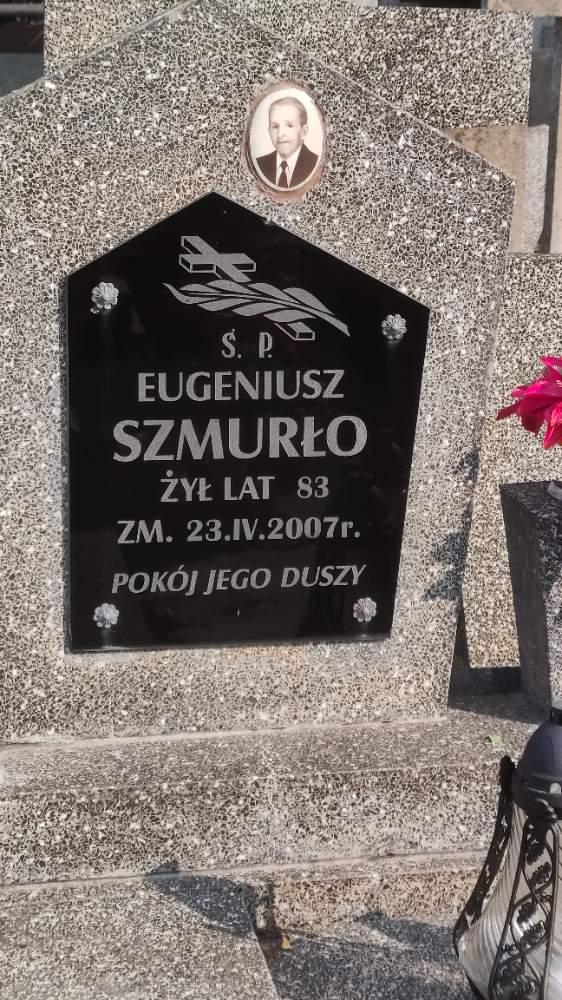 Ś. P.
EUGENIUSZ
SZMURŁO
ŻYŁ LAT 83
ZM. 23.IV.2007r.
POKÓJ JEGO DUSZY